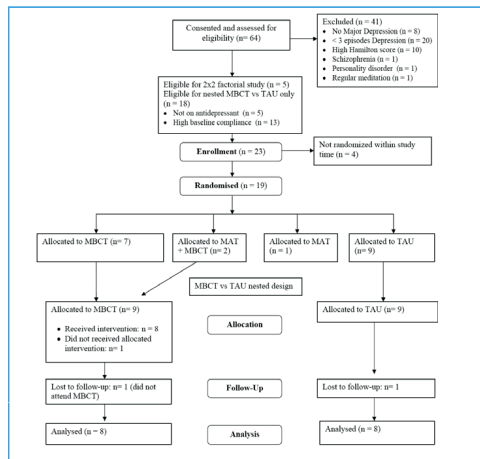 Consented and assessed for
eligibility (n= 64)
Excluded (n = 41)
• No Major Depression (n = 8)
• < 3 episodes Depression (n = 20)
• High Hamilton score (n = 10)
• Schizophrenia (n = 1)
• Personality disorder (n = 1)
• Regular meditation (n = 1)
Eligible for 2x2 factorial study (n = 5)
Eligible for nested MBCT vs TAU only
(n = 18)
• Not on antidepressant (n = 5)
• High baseline compliance (n = 13)
Enrollment (n = 23)
Not randomized within study
time (n = 4)
Randomised (n = 19)
Allocated to MBCT (n= 7)
Allocated to MAT
+ MBCT (n= 2)
Allocated to MAT
(n = 1)
Allocated to TAU
(n= 9)
MBCT vs TAU nested design
Allocated to MBCT (n= 9)
• Received intervention: n = 8
• Did not received allocated
intervention: n= 1
Allocation
Allocated to TAU (n= 9)
Lost to follow-up: n= 1 (did not
attend MBCT)
Follow-Up
Lost to follow-up: n= 1
Analysed (n = 8)
Analysis
Analysed (n = 8)